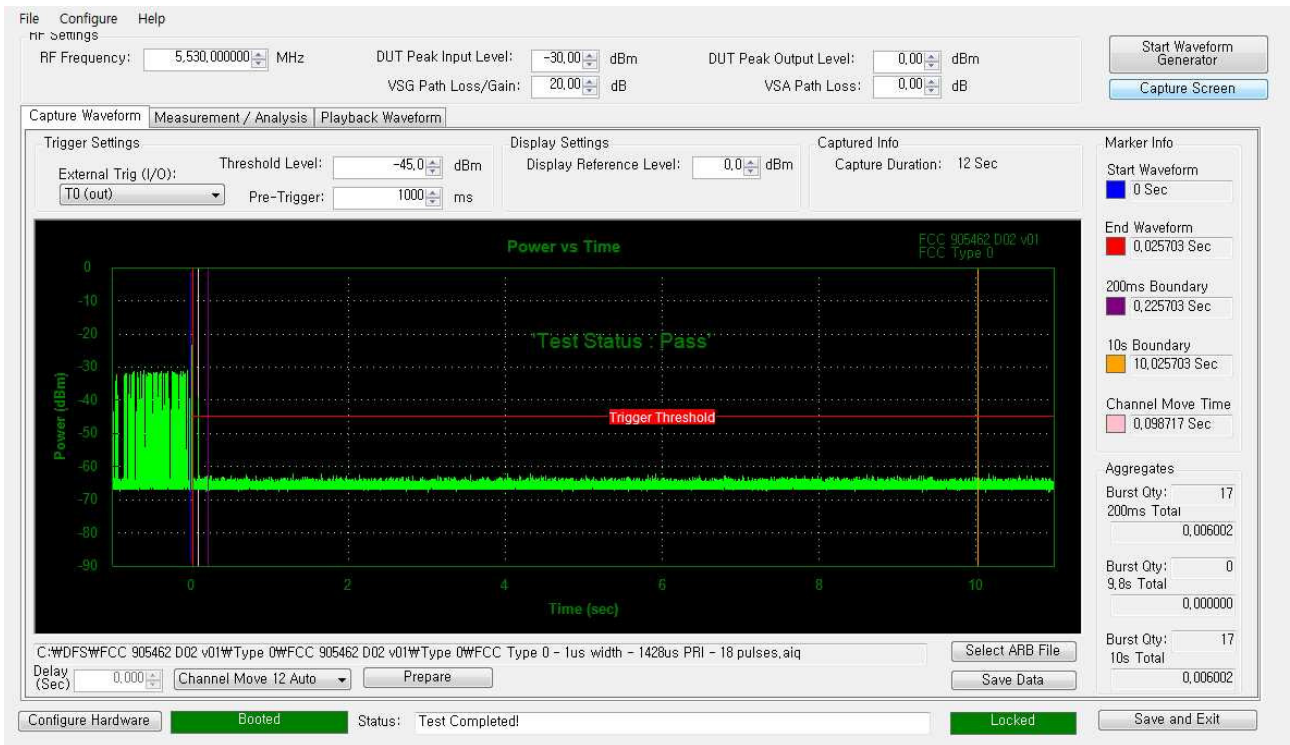 File Configure Help
RF Settings
RF Frequency: 5,530,000000 MHz DUT Peak Input Level: -30,00 dBm DUT Peak Output Level: 0,00 dBm
VSG Path Loss/Gain: 20,00 dB VSA Path Loss: 0,00 dB
Start Waveform
Generator
Capture Screen
Capture Waveform Measurement / Analysis Playback Waveform
Trigger Settings
External Trig (I/O):
T0 (out)
Threshold Level: -45,0 dBm
Pre-Trigger: 1000 ms
Display Settings
Display Reference Level: 0,0 dBm
Captured Info
Capture Duration: 12 Sec
Marker Info
Start Waveform
0 Sec
End Waveform
0,025703 Sec
200ms Boundary
0,225703 Sec
10s Boundary
10,025703 Sec
Channel Move Time
0,098717 Sec
Aggregates
Burst Qty: 17
200ms Total
0,006002
Burst Qty: 0
9,8s Total
0,000000
Burst Qty: 17
10s Total
0,006002
Power vs Time
FCC 905462 D02 v01
FCC Type 0
'Test Status : Pass'
Trigger Threshold
Power (dBm)
0
-10
-20
-30
-40
-50
-60
-70
-80
-90
0 2 4 6 8 10
Time (sec)
C:₩DFS₩FCC 905462 D02 v01₩Type 0₩FCC 905462 D02 v01₩Type 0₩FCC Type 0 - 1us width - 1428us PRI - 18 pulses,aiq
Select ARB File
Delay
(Sec) 0,000 Channel Move 12 Auto Prepare Save Data
Configure Hardware Booted Status: Test Completed! Locked Save and Exit